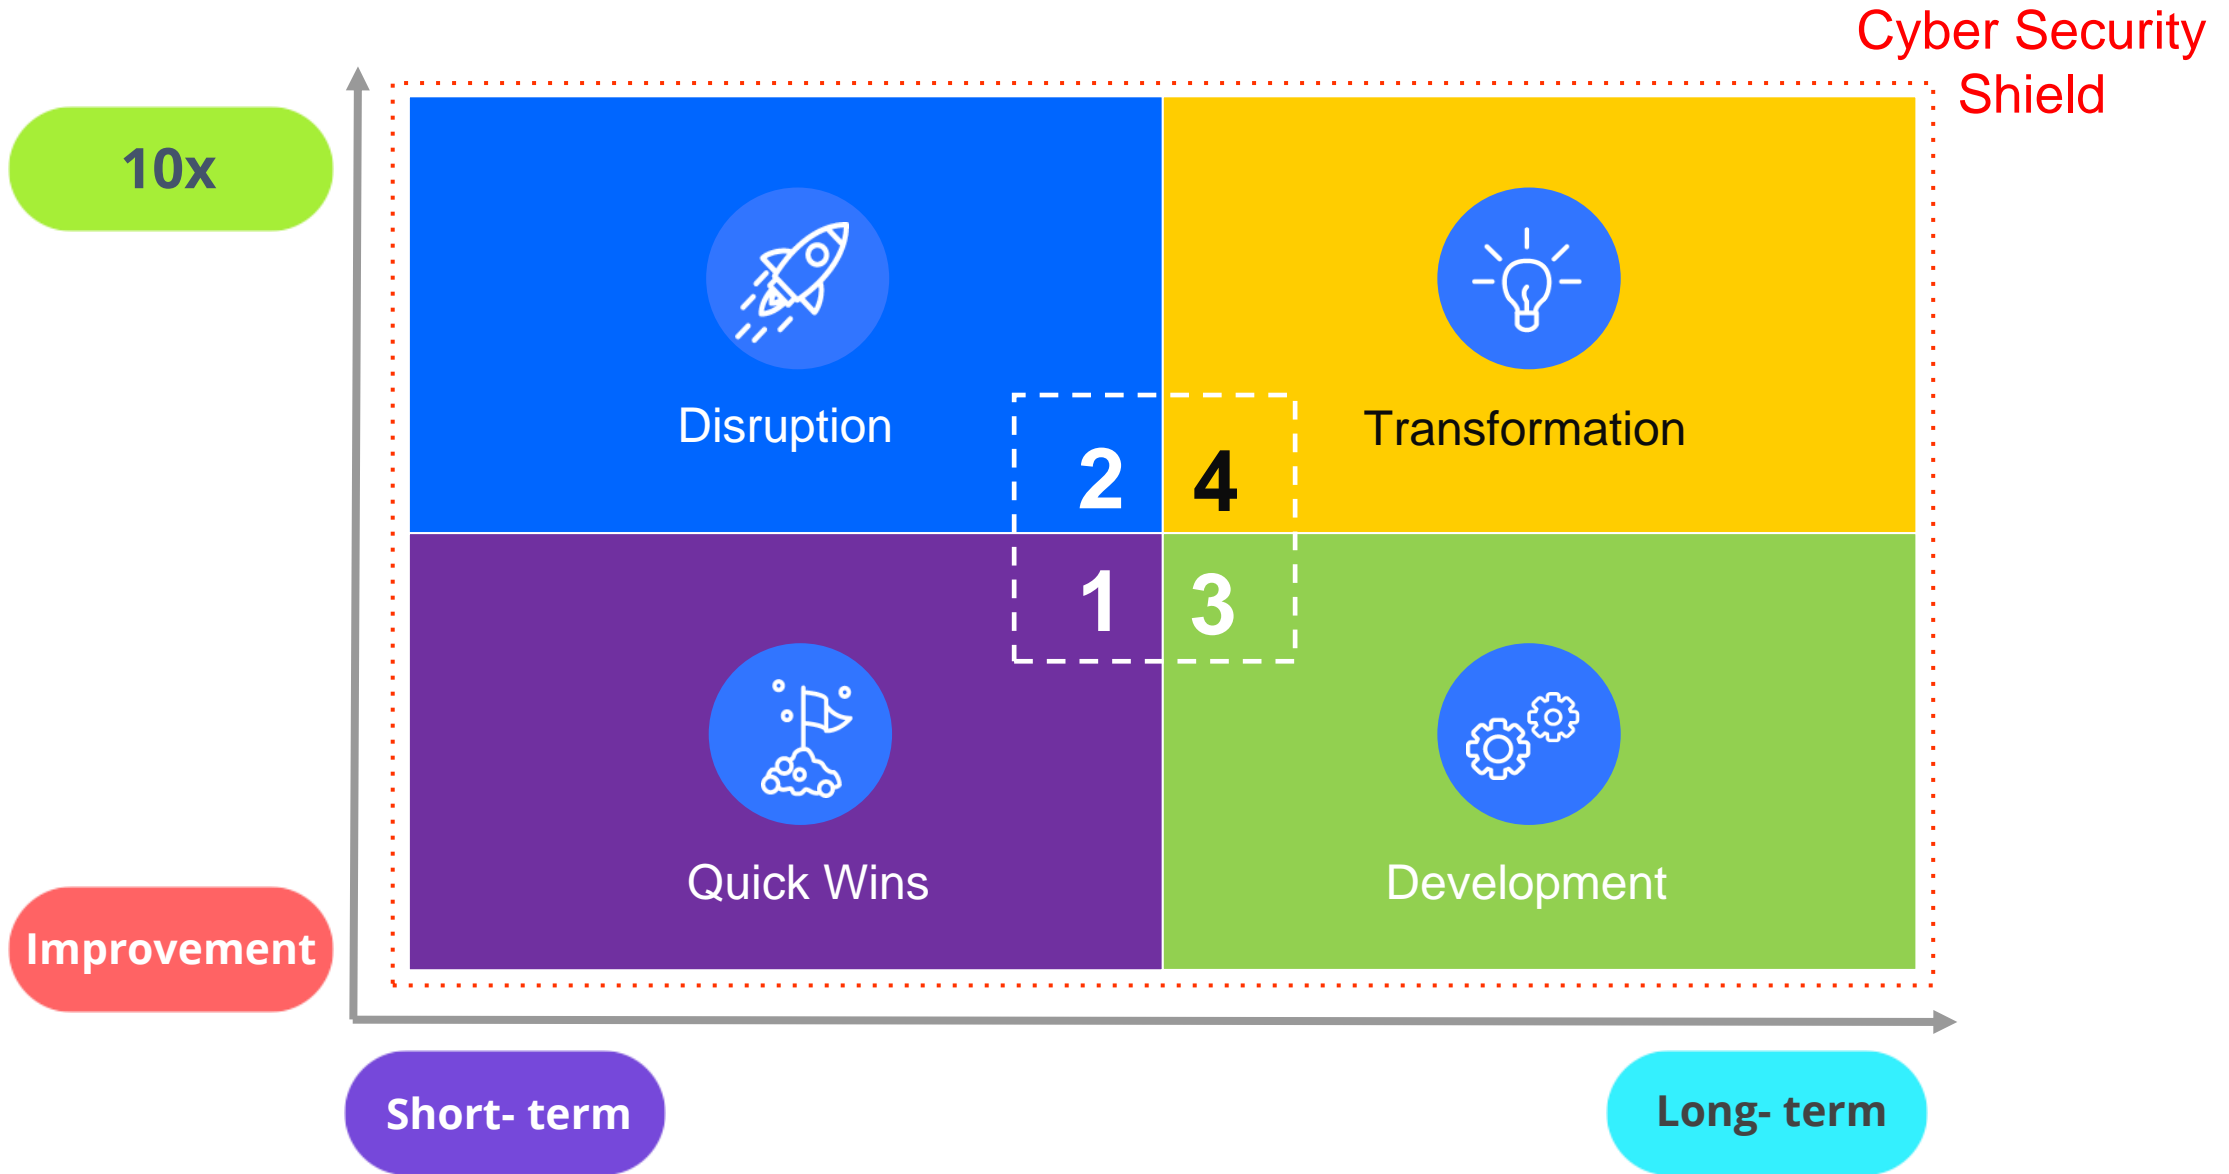 Cyber Security
Shield
10x
Disruption
Transformation
2 4
1 3
Quick Wins
Development
Improvement
Short- term
Long- term